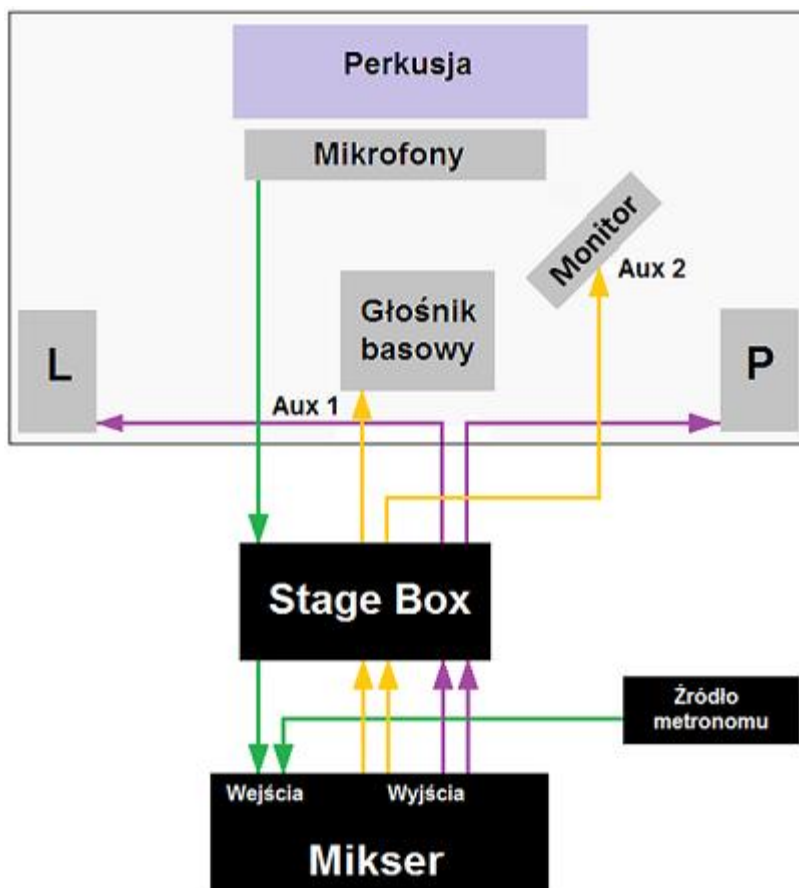 Perkusja
Mikrofony
Monitor
Aux 2
Głośnik
basowy
L
P
Aux 1
Stage Box
Źródło
metronomu
Wejścia
Wyjścia
Mikser